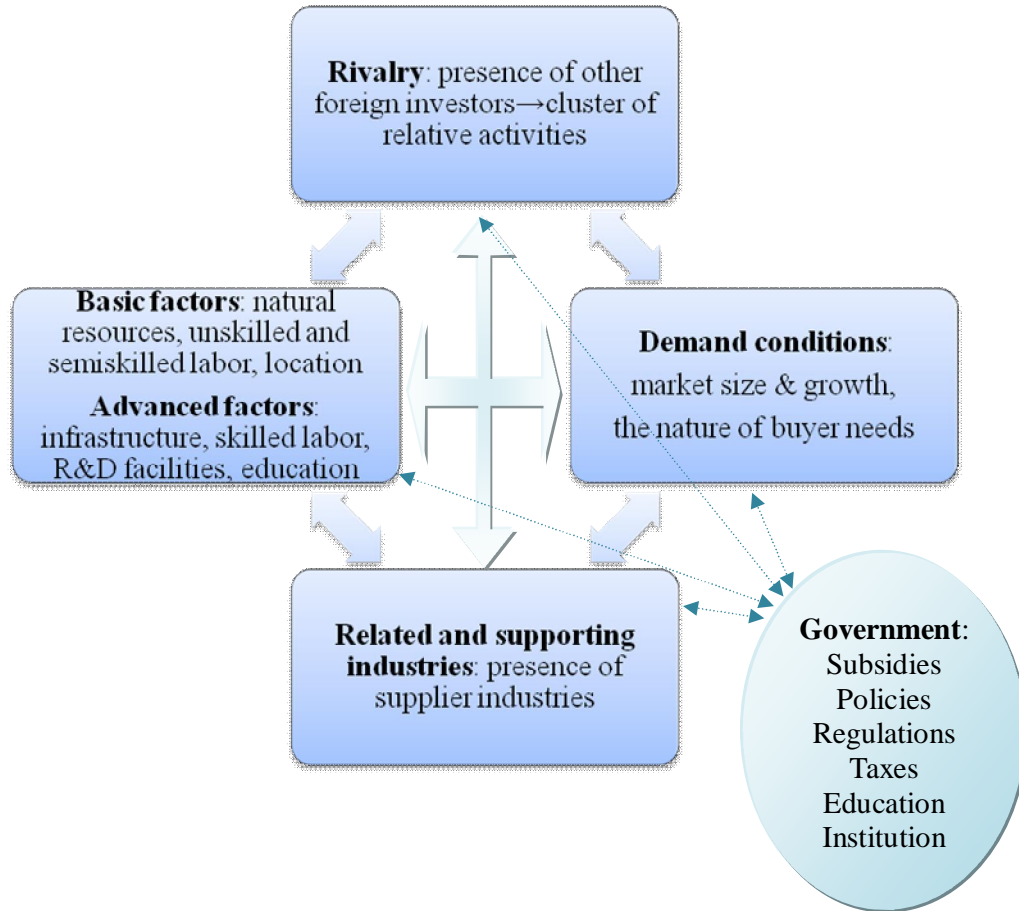 Rivalry: presence of other
foreign investors→cluster of
relative activities
Basic factors: natural
resources, unskilled and
semiskilled labor, location
Advanced factors:
infrastructure, skilled labor,
R&D facilities, education
Demand conditions:
market size & growth,
the nature of buyer needs
Related and supporting
industries: presence of
supplier industries
Government:
Subsidies
Policies
Regulations
Taxes
Education
Institution